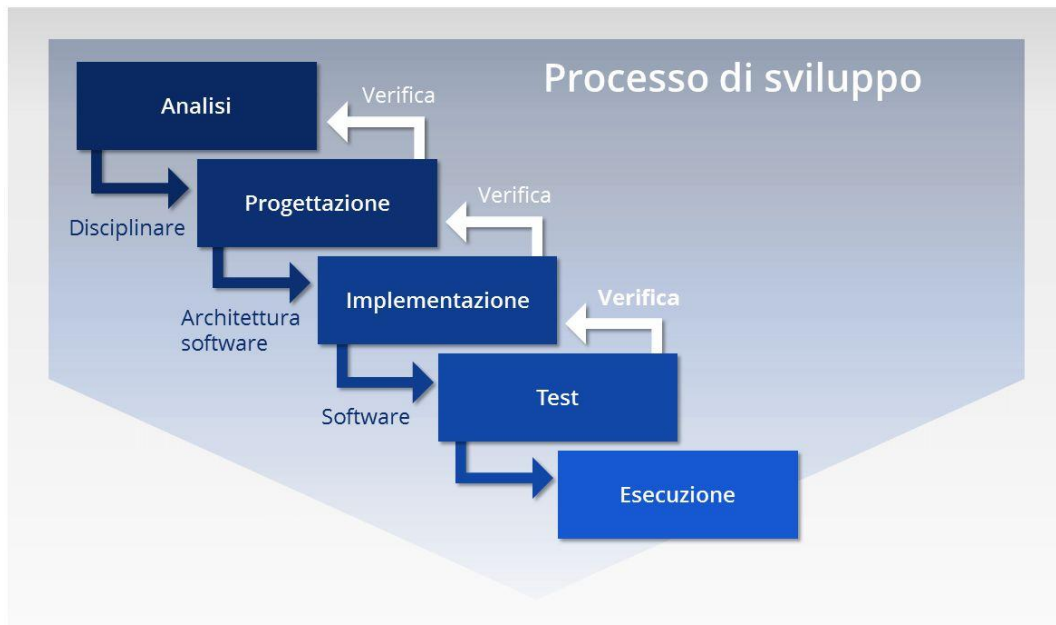 Processo di sviluppo
Analisi
Verifica
Disciplinare
Progettazione
Verifica
Architettura
software
Implementazione
Verifica
Software
Test
Esecuzione